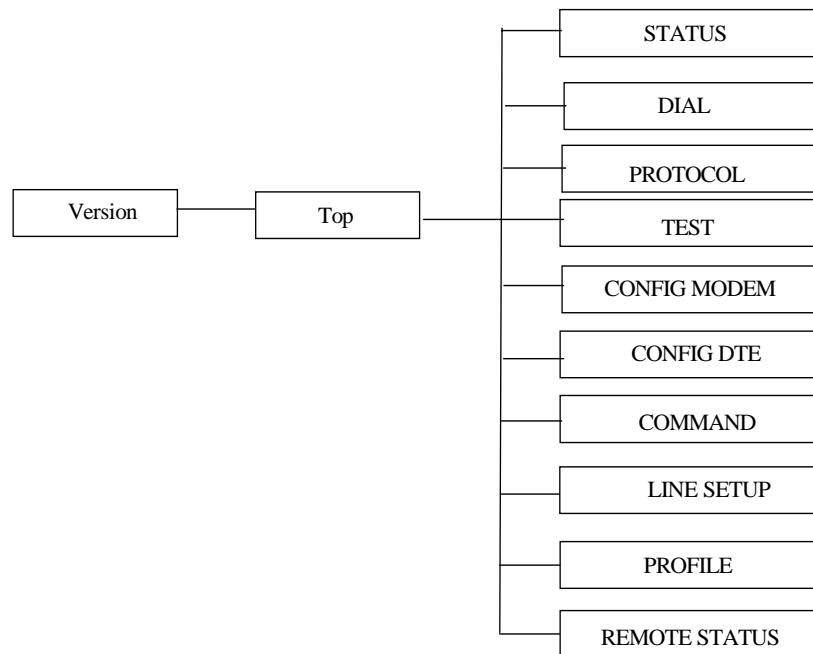 STATUS
DIAL
PROTOCOL
Version
Top
TEST
CONFIG MODEM
CONFIG DTE
COMMAND
LINE SETUP
PROFILE
REMOTE STATUS